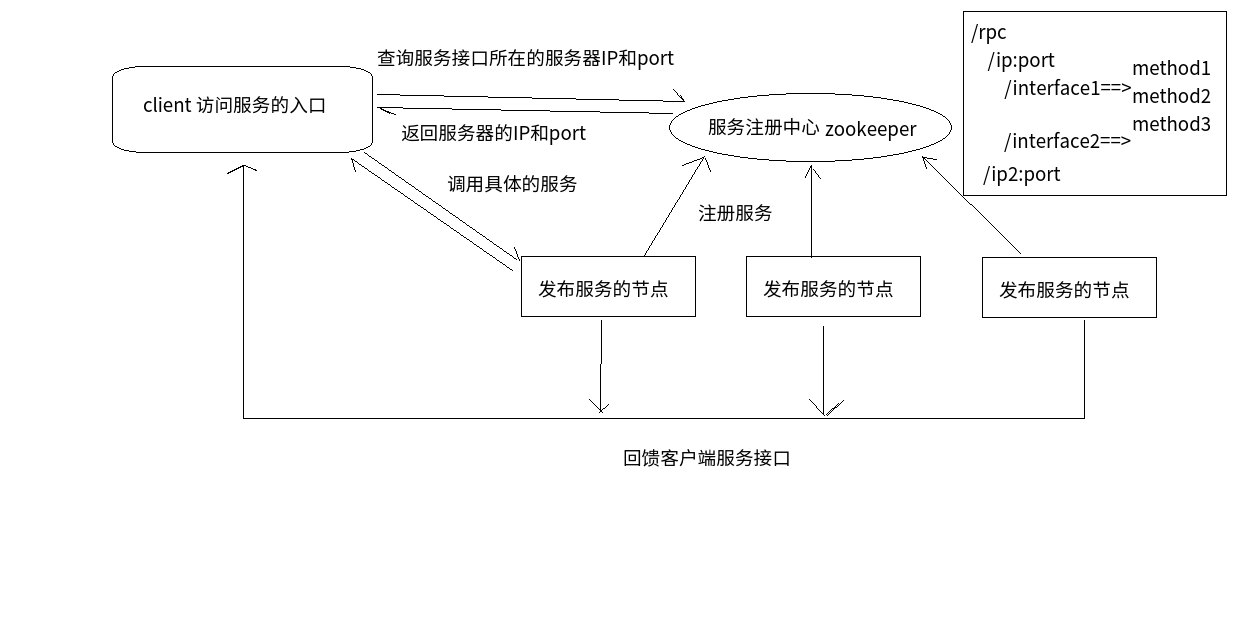 查询服务接口所在的服务器IP和port
client 访问服务的入口
返回服务器的IP和port
服务注册中心 zookeeper
调用具体的服务
注册服务
/rpc
/ip:port
/interface1==>
method1
method2
method3
/interface2==>
/ip2:port
发布服务的节点
发布服务的节点
发布服务的节点
回馈客户端服务接口